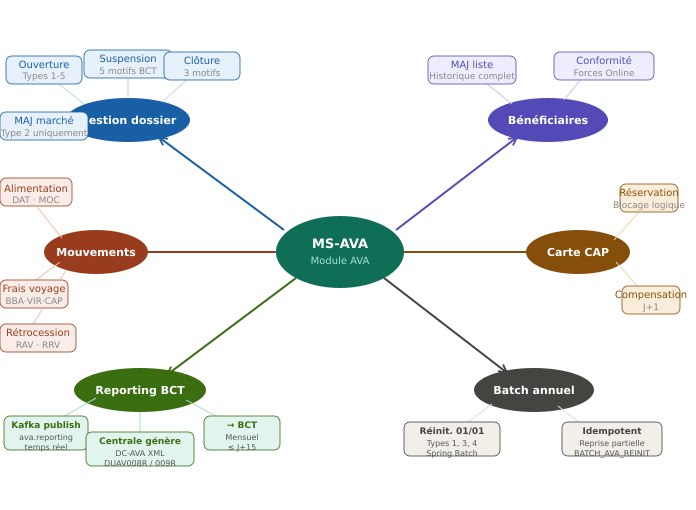 Ouverture
Types 1-5
Suspension
5 motifs BCT
Clôture
3 motifs
MAJ liste
Historique complet
Conformité
Forces Online
MAJ marché
Type 2 uniquement
estion dossier
Bénéficiaires
Alimentation
DAT · MOC
Réservation
Blocage logique
Mouvements
MS-AVA
Module AVA
Carte CAP
Frais voyage
BBA·VIR·CAP
Compensation
J+1
Rétrocession
RAV · RRV
Reporting BCT
Batch annuel
Kafka publish
ava.reporting
temps réel
Centrale génère
DC-AVA XML
DUAV008R / 009R
→ BCT
Mensuel
≤ J+15
Réinit. 01/01
Types 1, 3, 4
Spring Batch
Idempotent
Reprise partielle
BATCH_AVA_REINIT